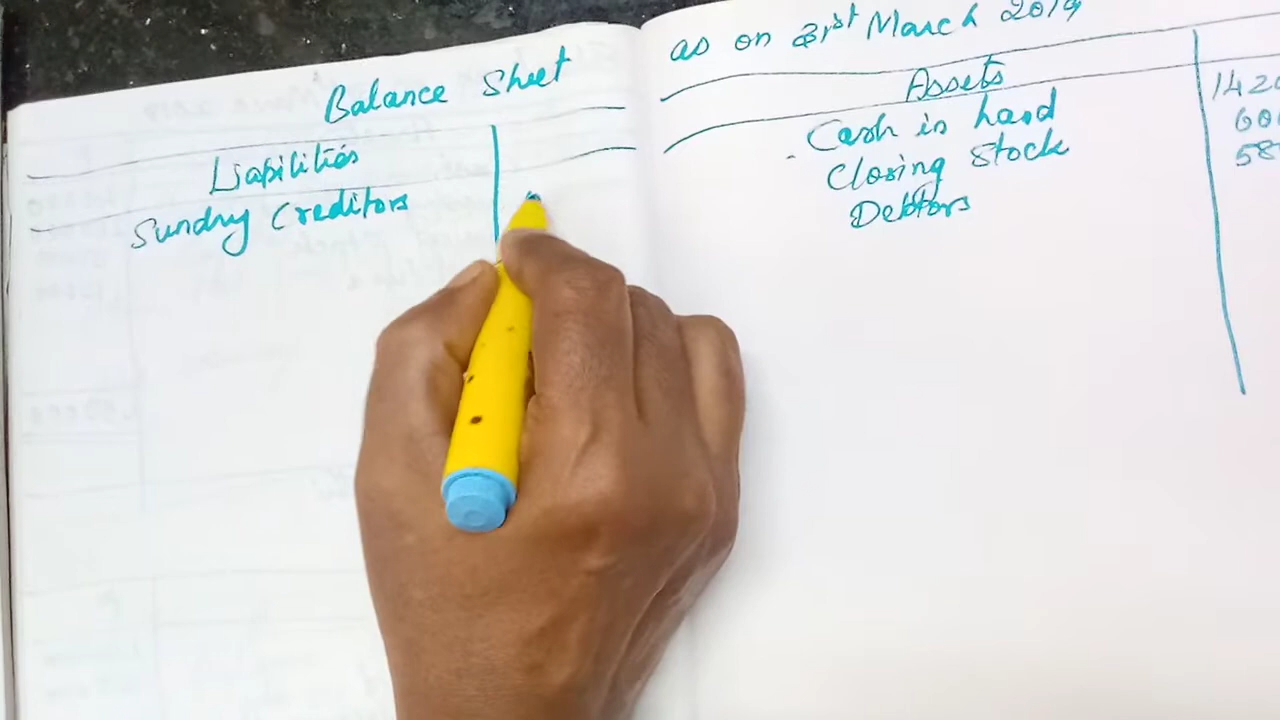 Balance Sheet
as on 31st March 2019
Liabilities
Sundry Creditors
Assets
Cash in hand
Closing Stock
Debtors